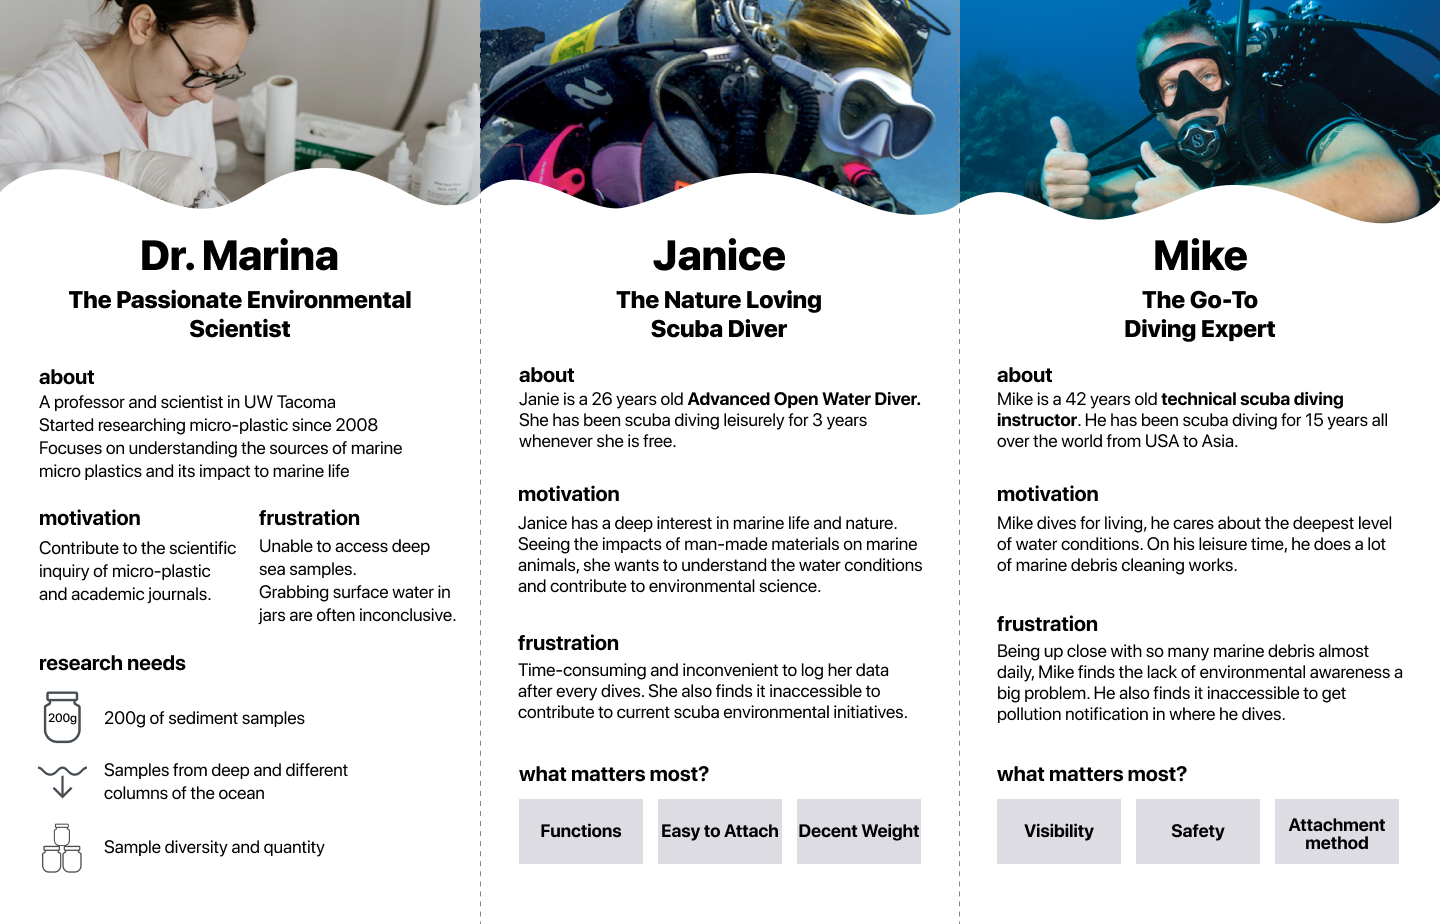 Dr. Marina
The Passionate Environmental
Scientist
about
A professor and scientist in UW Tacoma
Started researching micro-plastic since 2008
Focuses on understanding the sources of marine
micro plastics and its impact to marine life
motivation
Contribute to the scientific
inquiry of micro-plastic
and academic journals.
frustration
Unable to access deep
sea samples.
Grabbing surface water in
jars are often inconclusive.
research needs
200g
200g of sediment samples
Samples from deep and different
columns of the ocean
Sample diversity and quantity
Janice
The Nature Loving
Scuba Diver
about
Janie is a 26 years old Advanced Open Water Diver.
She has been scuba diving leisurely for 3 years
whenever she is free.
motivation
Janice has a deep interest in marine life and nature.
Seeing the impacts of man-made materials on marine
animals, she wants to understand the water conditions
and contribute to environmental science.
frustration
Time-consuming and inconvenient to log her data
after every dives. She also finds it inaccessible to
contribute to current scuba environmental initiatives.
what matters most?
Functions
Easy to Attach
Decent Weight
Mike
The Go-To
Diving Expert
about
Mike is a 42 years old technical scuba diving
instructor. He has been scuba diving for 15 years all
over the world from USA to Asia.
motivation
Mike dives for living, he cares about the deepest level
of water conditions. On his leisure time, he does a lot
of marine debris cleaning works.
frustration
Being up close with so many marine debris almost
daily, Mike finds the lack of environmental awareness a
big problem. He also finds it inaccessible to get
pollution notification in where he dives.
what matters most?
Visibility
Safety
Attachment
method